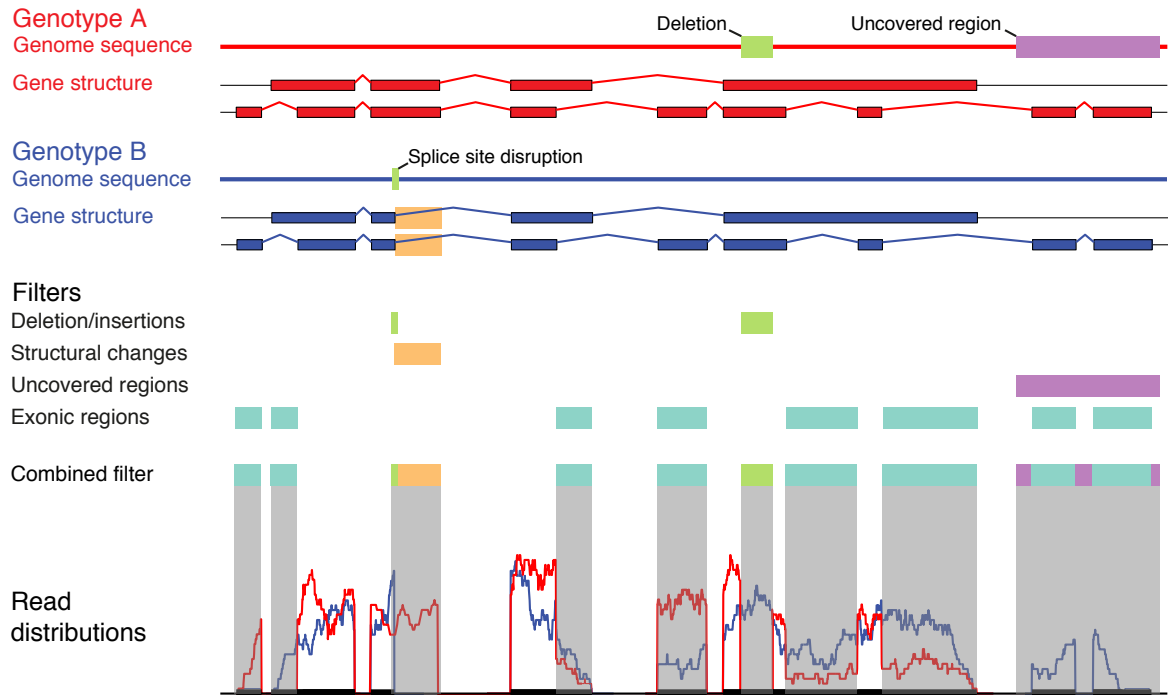 Genotype A
Deletion
Uncovered region
Genome sequence
Gene structure
Genotype B
Splice site disruption
Genome sequence
Gene structure
Filters
Deletion/insertions
Structural changes
Uncovered regions
Exonic regions
Combined filter
Read
distributions